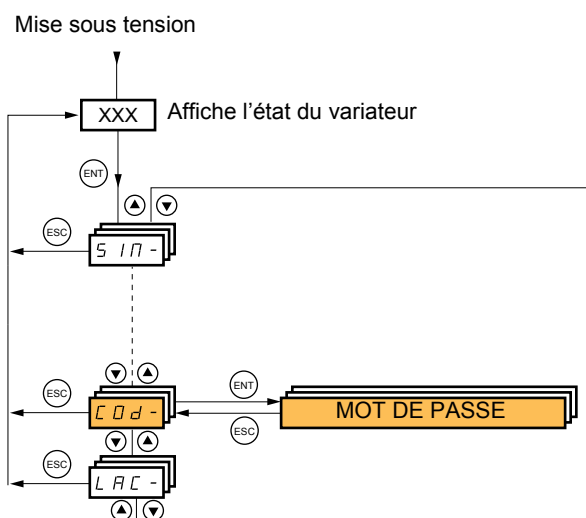 Mise sous tension
XXX Affiche l'état du variateur
ENT
ESC
SIM-
ESC ENT
COd- MOT DE PASSE
ESC
ESC
LAC-